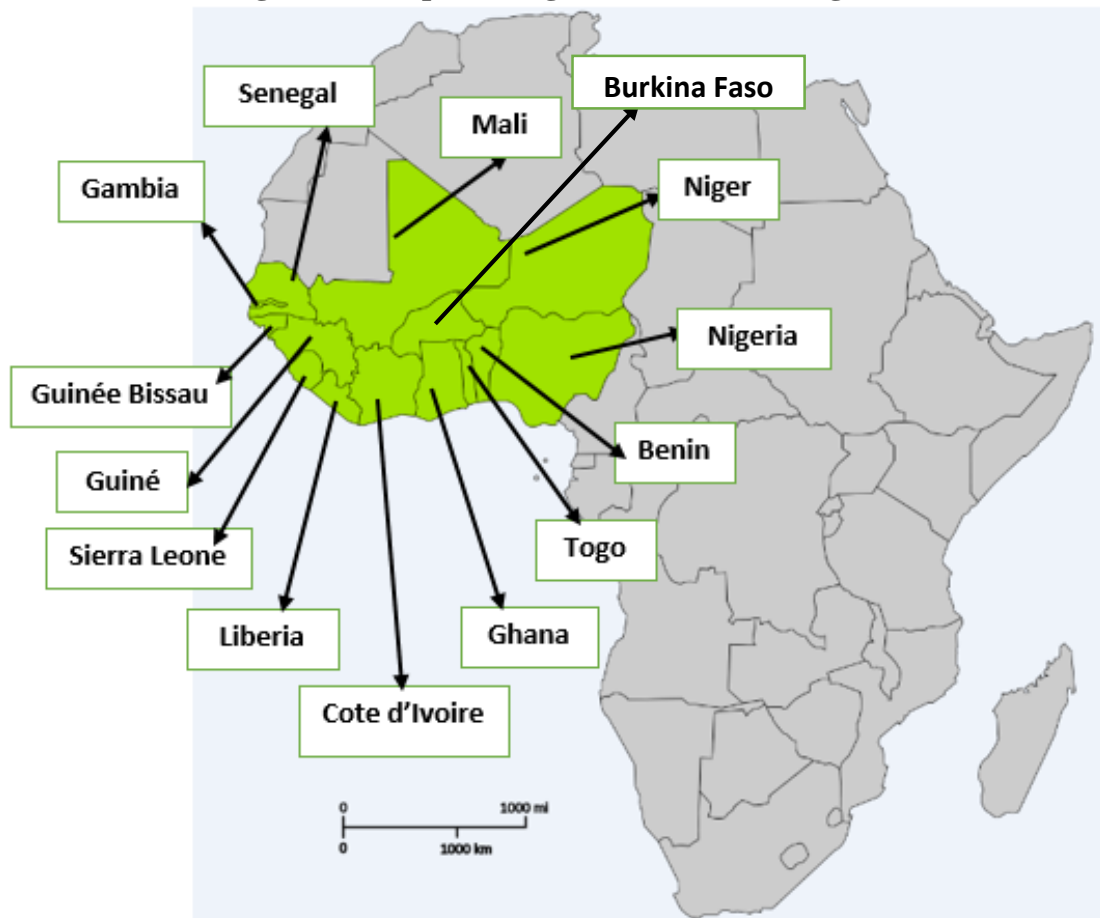 Burkina Faso
Senegal
Mali
Niger
Gambia
Nigeria
Guinée Bissau
Benin
Guiné
Sierra Leone
Togo
Liberia
Ghana
Cote d'Ivoire
0 1000 mi
0 1000 km